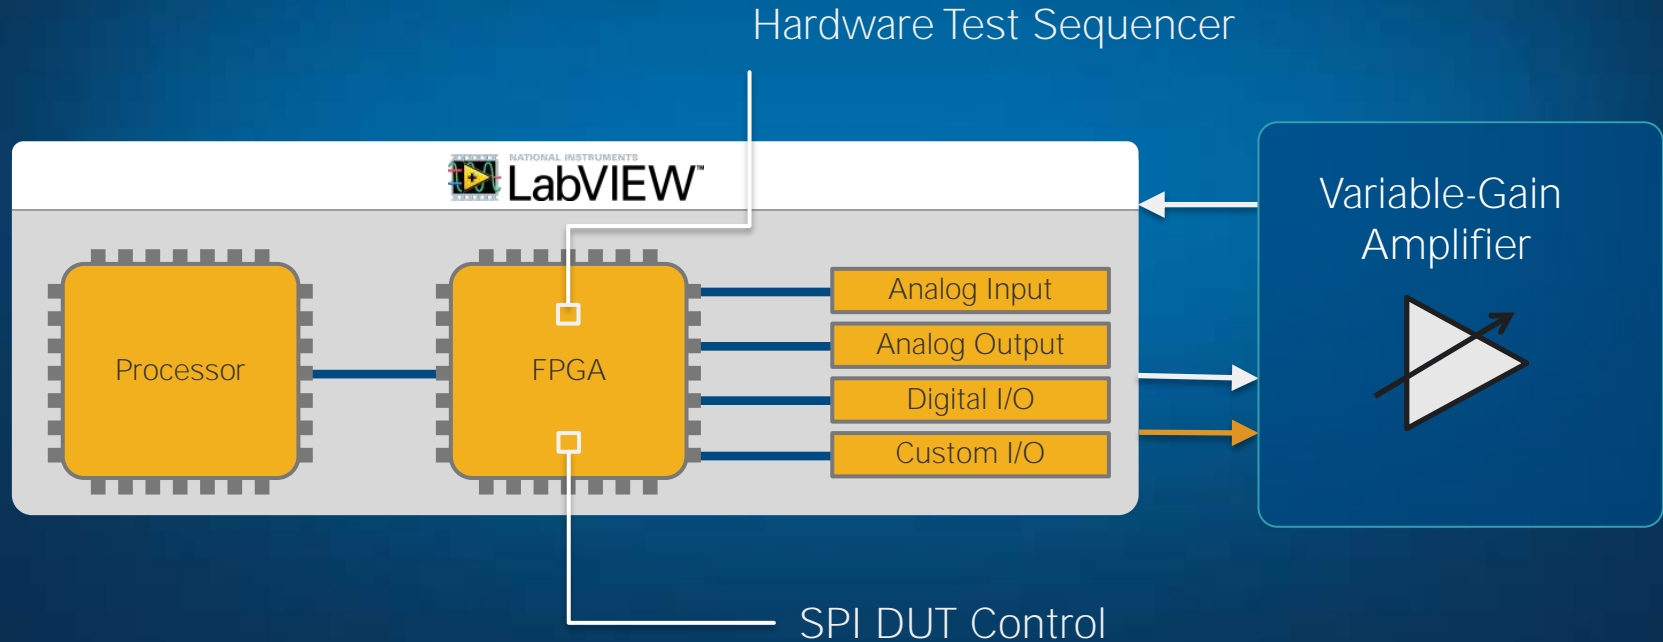 Hardware Test Sequencer
NATIONAL INSTRUMENTS
LabVIEW™
Variable-Gain
Amplifier
Processor
FPGA
Analog Input
Analog Output
Digital I/O
Custom I/O
SPI DUT Control